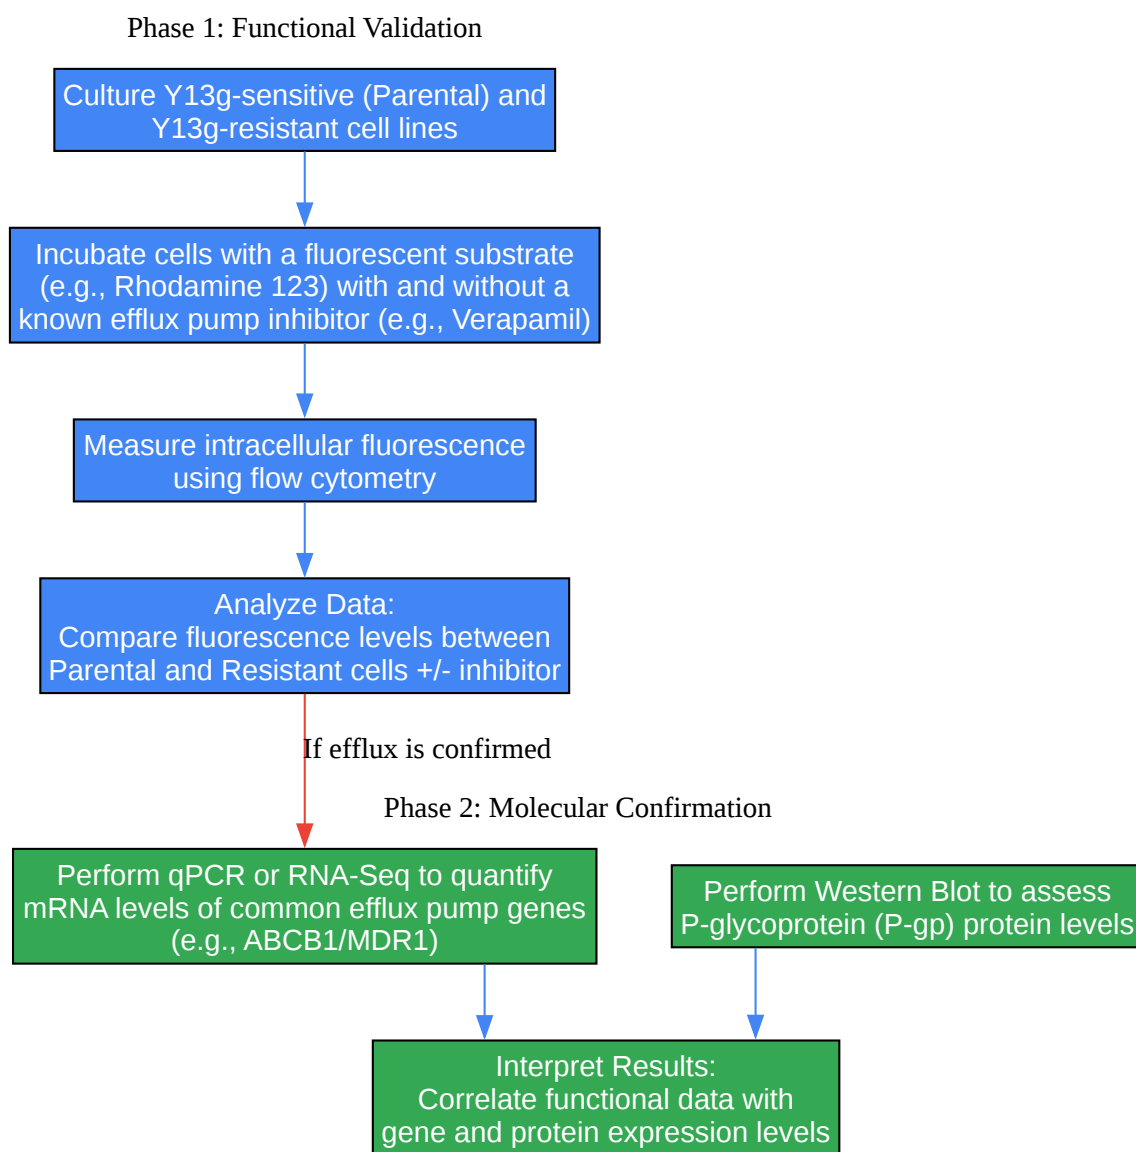 Phase 1: Functional Validation
Culture Y13g-sensitive (Parental) and
Y13g-resistant cell lines
Incubate cells with a fluorescent substrate
(e.g., Rhodamine 123) with and without a
known efflux pump inhibitor (e.g., Verapamil)
Measure intracellular fluorescence
using flow cytometry
Analyze Data:
Compare fluorescence levels between
Parental and Resistant cells +/- inhibitor
If efflux is confirmed
Phase 2: Molecular Confirmation
Perform qPCR or RNA-Seq to quantify
mRNA levels of common efflux pump genes
(e.g., ABCB1/MDR1)
Perform Western Blot to assess
P-glycoprotein (P-gp) protein levels
Interpret Results:
Correlate functional data with
gene and protein expression levels